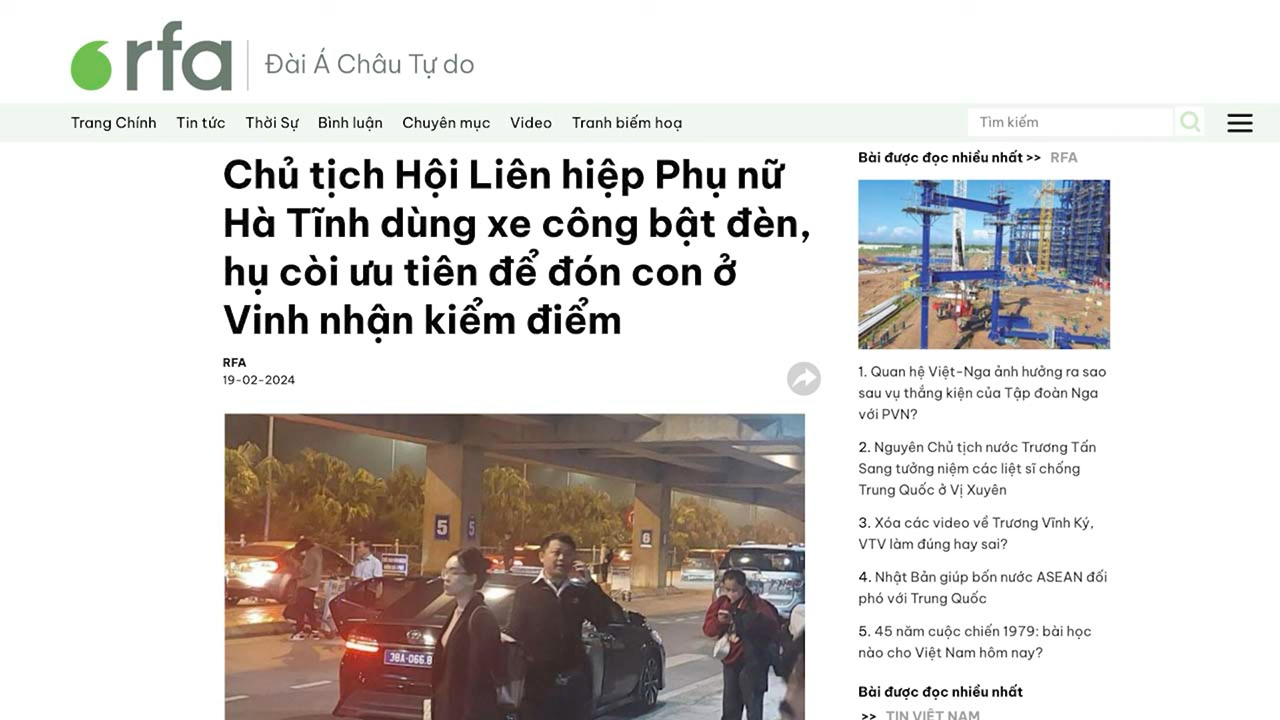 rfa Đài Á Châu Tự do
Trang Chính Tin tức Thời Sự Bình luận Chuyên mục Video Tranh biếm hoạ Tìm kiếm
Chủ tịch Hội Liên hiệp Phụ nữ
Hà Tĩnh dùng xe công bật đèn,
hụ còi ưu tiên để đón con ở
Vinh nhận kiểm điểm
RFA
19-02-2024
5
5
6
38A-066.8
Bài được đọc nhiều nhất >> RFA
1. Quan hệ Việt-Nga ảnh hưởng ra sao
sau vụ thắng kiện của Tập đoàn Nga
với PVN?
2. Nguyên Chủ tịch nước Trương Tấn
Sang tưởng niệm các liệt sĩ chống
Trung Quốc ở Vị Xuyên
3. Xóa các video về Trương Vĩnh Ký,
VTV làm đúng hay sai?
4. Nhật Bản giúp bốn nước ASEAN đối
phó với Trung Quốc
5. 45 năm cuộc chiến 1979: bài học
nào cho Việt Nam hôm nay?
Bài được đọc nhiều nhất
>> TIN VIỆT NAM